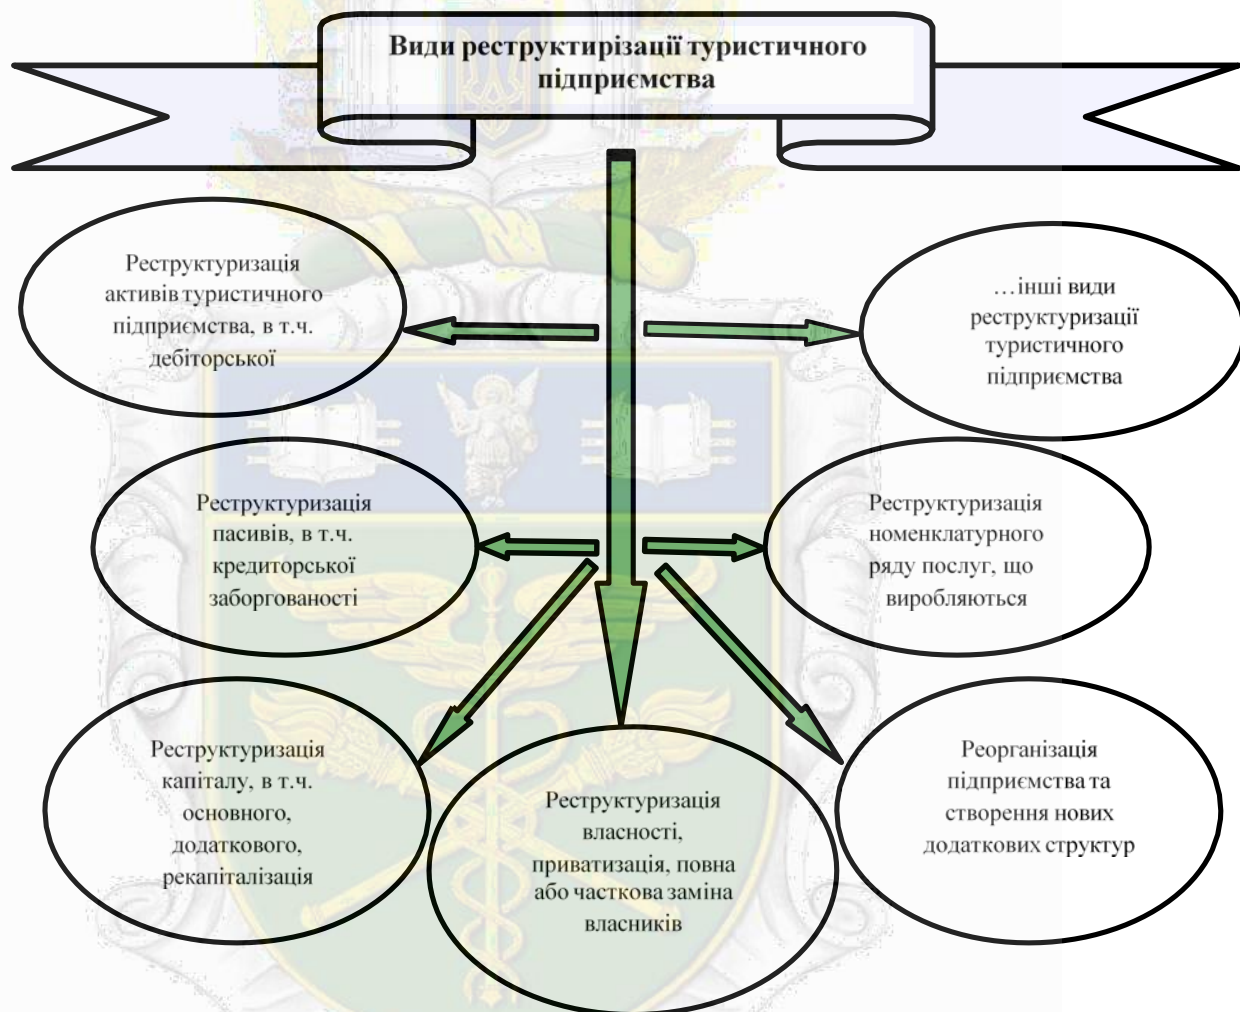 Види реструктирізації туристичного
підприємства
Реструктуризація
активів туристичного
підприємства, в т.ч.
дебіторської
…інші види
реструктуризації
туристичного
підприємства
Реструктуризація
пасивів, в т.ч.
кредиторської
заборгованості
Реструктуризація
номенклатурного
ряду послуг, що
виробляються
Реструктуризація
капіталу, в т.ч.
основного,
додаткового,
рекапіталізація
Реструктуризація
власності,
приватизація, повна
або часткова заміна
власників
Реорганізація
підприємства та
створення нових
додаткових структур